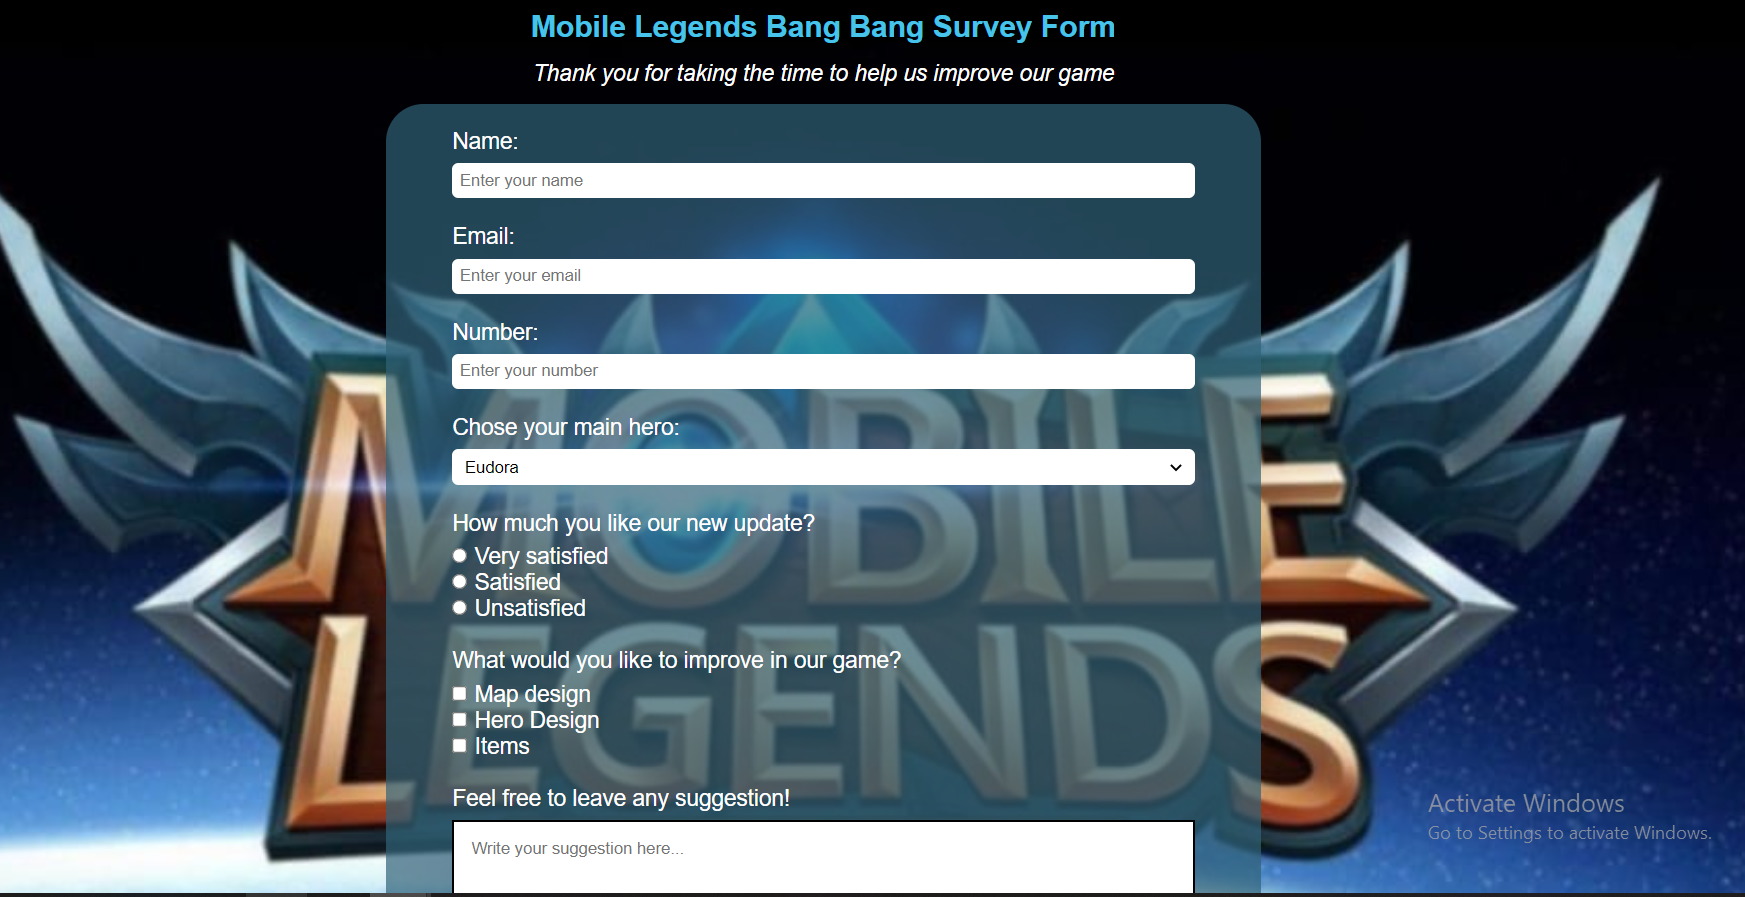 Mobile Legends Bang Bang Survey Form
Thank you for taking the time to help us improve our game
Name:
Enter your name
Email:
Enter your email
Number:
Enter your number
Chose your main hero:
Eudora
How much you like our new update?
Very satisfied
Satisfied
Unsatisfied
What would you like to improve in our game?
Map design
Hero Design
Items
Feel free to leave any suggestion!
Write your suggestion here...
MOBILE
LEGENDS
Activate Windows
Go to Settings to activate Windows.